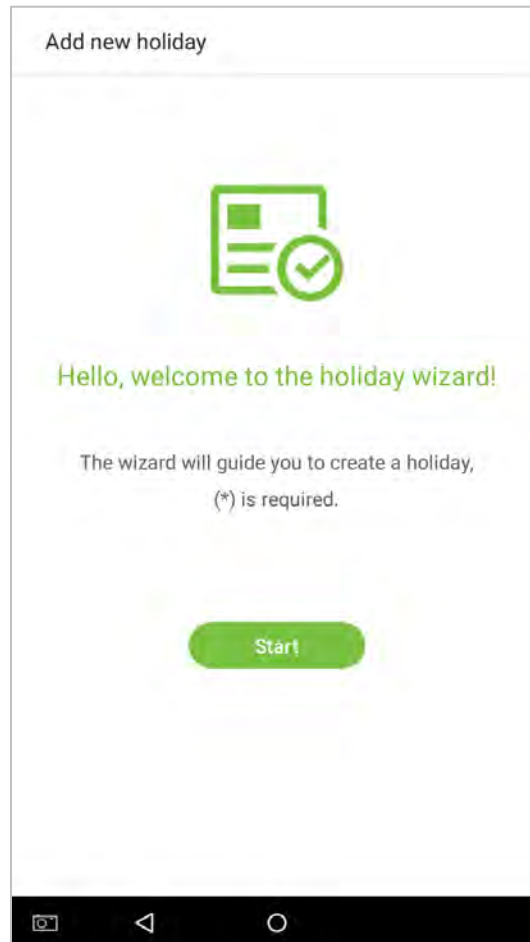 Add new holiday
Hello, welcome to the holiday wizard!
The wizard will guide you to create a holiday,
(*) is required.
Start